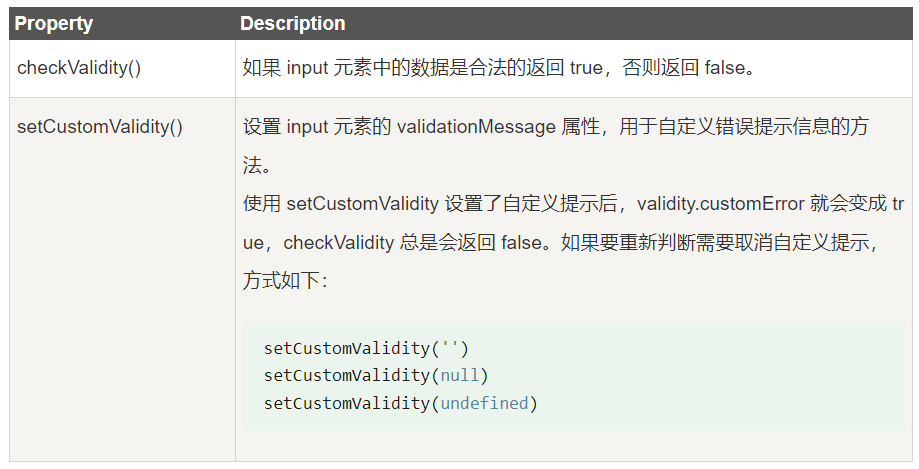 Property Description
checkValidity() 如果 input 元素中的数据是合法的返回 true，否则返回 false。
setCustomValidity() 设置 input 元素的 validationMessage 属性，用于自定义错误提示信息的方
法。
使用 setCustomValidity 设置了自定义提示后，validity.customError 就会变成 tr
ue，checkValidity 总是会返回 false。如果要重新判断需要取消自定义提示，
方式如下：
setCustomValidity('')
setCustomValidity(null)
setCustomValidity(undefined)